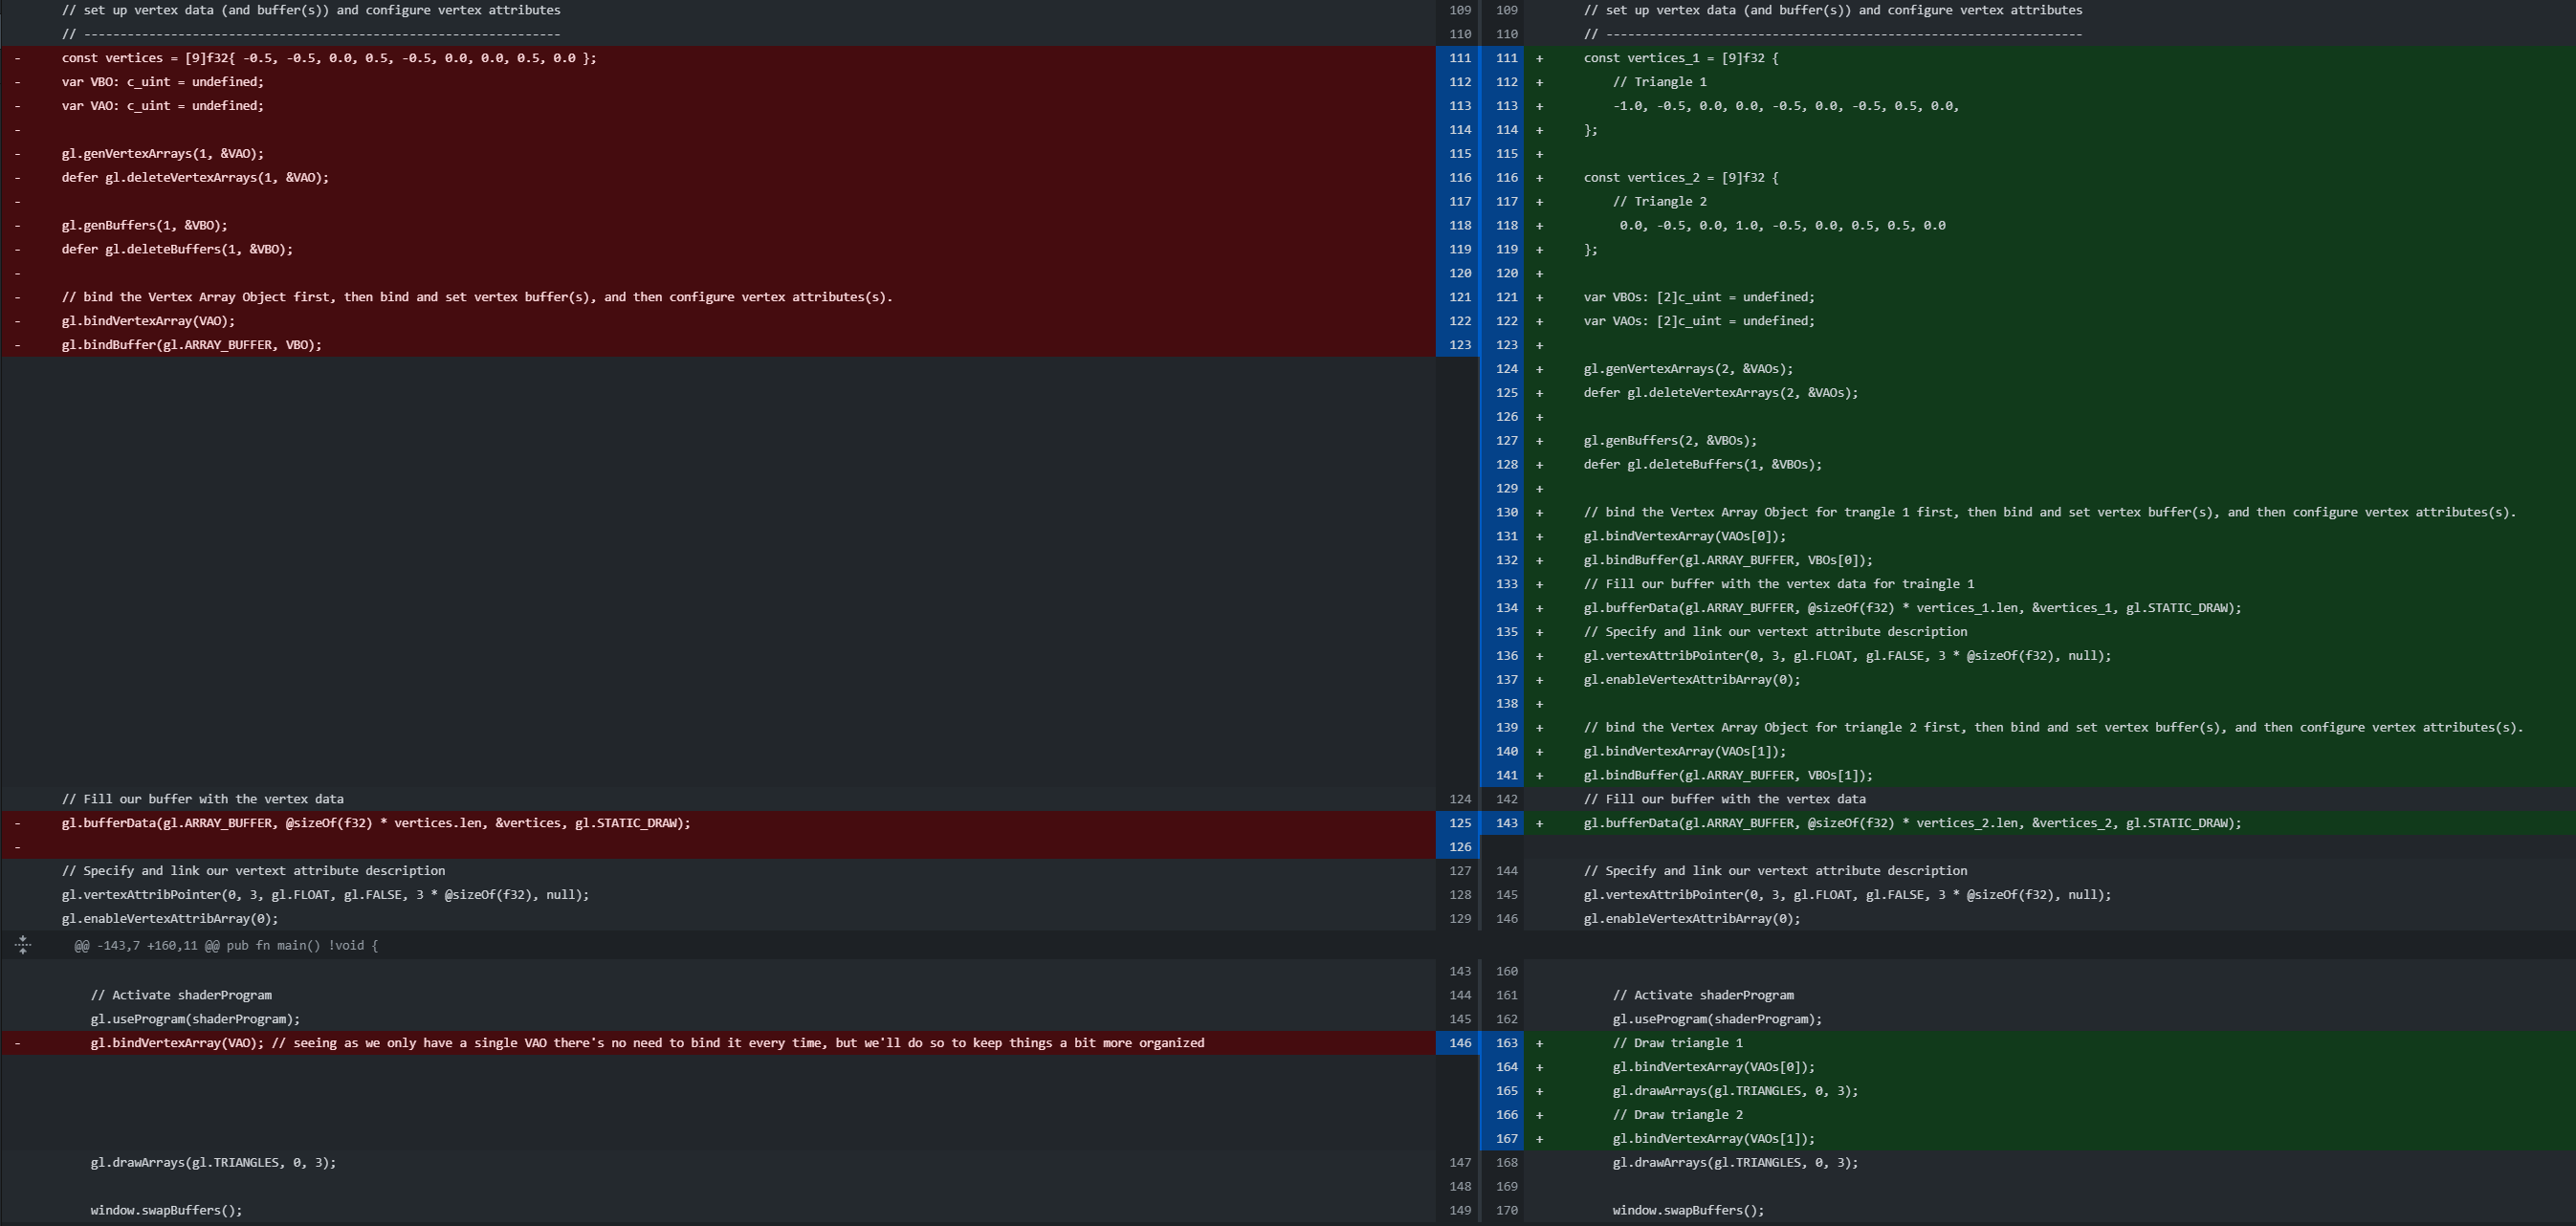 // set up vertex data (and buffer(s)) and configure vertex attributes 109 109 // set up vertex data (and buffer(s)) and configure vertex attributes
// ------------------------------------------------------------------ 110 110 // ------------------------------------------------------------------
- const vertices = [9]f32{ -0.5, -0.5, 0.0, 0.5, -0.5, 0.0, 0.0, 0.5, 0.0 }; 111 111 + const vertices_1 = [9]f32 {
- var VBO: c_uint = undefined; 112 112 + // Triangle 1
- var VAO: c_uint = undefined; 113 113 + -1.0, -0.5, 0.0, 0.0, -0.5, 0.0, -0.5, 0.5, 0.0,
- 114 114 + };
- gl.genVertexArrays(1, &VAO); 115 115 +
- defer gl.deleteVertexArrays(1, &VAO); 116 116 + const vertices_2 = [9]f32 {
- 117 117 + // Triangle 2
- gl.genBuffers(1, &VBO); 118 118 + 0.0, -0.5, 0.0, 1.0, -0.5, 0.0, 0.5, 0.5, 0.0
- defer gl.deleteBuffers(1, &VBO); 119 119 + };
- 120 120 +
- // bind the Vertex Array Object first, then bind and set vertex buffer(s), and then configure vertex attributes(s). 121 121 + var VBOs: [2]c_uint = undefined;
- gl.bindVertexArray(VAO); 122 122 + var VAOs: [2]c_uint = undefined;
- gl.bindBuffer(gl.ARRAY_BUFFER, VBO); 123 123 +
124 + gl.genVertexArrays(2, &VAOs);
125 + defer gl.deleteVertexArrays(2, &VAOs);
126 +
127 + gl.genBuffers(2, &VBOs);
128 + defer gl.deleteBuffers(1, &VBOs);
129 +
130 + // bind the Vertex Array Object for trangle 1 first, then bind and set vertex buffer(s), and then configure vertex attributes(s).
131 + gl.bindVertexArray(VAOs[0]);
132 + gl.bindBuffer(gl.ARRAY_BUFFER, VBOs[0]);
133 + // Fill our buffer with the vertex data for traingle 1
134 + gl.bufferData(gl.ARRAY_BUFFER, @sizeOf(f32) * vertices_1.len, &vertices_1, gl.STATIC_DRAW);
135 + // Specify and link our vertext attribute description
136 + gl.vertexAttribPointer(0, 3, gl.FLOAT, gl.FALSE, 3 * @sizeOf(f32), null);
137 + gl.enableVertexAttribArray(0);
138 +
139 + // bind the Vertex Array Object for triangle 2 first, then bind and set vertex buffer(s), and then configure vertex attributes(s).
140 + gl.bindVertexArray(VAOs[1]);
141 + gl.bindBuffer(gl.ARRAY_BUFFER, VBOs[1]);
// Fill our buffer with the vertex data 124 142 // Fill our buffer with the vertex data
- gl.bufferData(gl.ARRAY_BUFFER, @sizeOf(f32) * vertices.len, &vertices, gl.STATIC_DRAW); 125 143 + gl.bufferData(gl.ARRAY_BUFFER, @sizeOf(f32) * vertices_2.len, &vertices_2, gl.STATIC_DRAW);
- 126
// Specify and link our vertext attribute description 127 144 // Specify and link our vertext attribute description
gl.vertexAttribPointer(0, 3, gl.FLOAT, gl.FALSE, 3 * @sizeOf(f32), null); 128 145 gl.vertexAttribPointer(0, 3, gl.FLOAT, gl.FALSE, 3 * @sizeOf(f32), null);
gl.enableVertexAttribArray(0); 129 146 gl.enableVertexAttribArray(0);
@@ -143,7 +160,11 @@ pub fn main() !void {
143 160
// Activate shaderProgram 144 161 // Activate shaderProgram
gl.useProgram(shaderProgram); 145 162 gl.useProgram(shaderProgram);
- gl.bindVertexArray(VAO); // seeing as we only have a single VAO there's no need to bind it every time, but we'll do so to keep things a bit more organized 146 163 + // Draw triangle 1
164 + gl.bindVertexArray(VAOs[0]);
165 + gl.drawArrays(gl.TRIANGLES, 0, 3);
166 + // Draw triangle 2
167 + gl.bindVertexArray(VAOs[1]);
gl.drawArrays(gl.TRIANGLES, 0, 3); 147 168 gl.drawArrays(gl.TRIANGLES, 0, 3);
148 169
window.swapBuffers(); 149 170 window.swapBuffers();